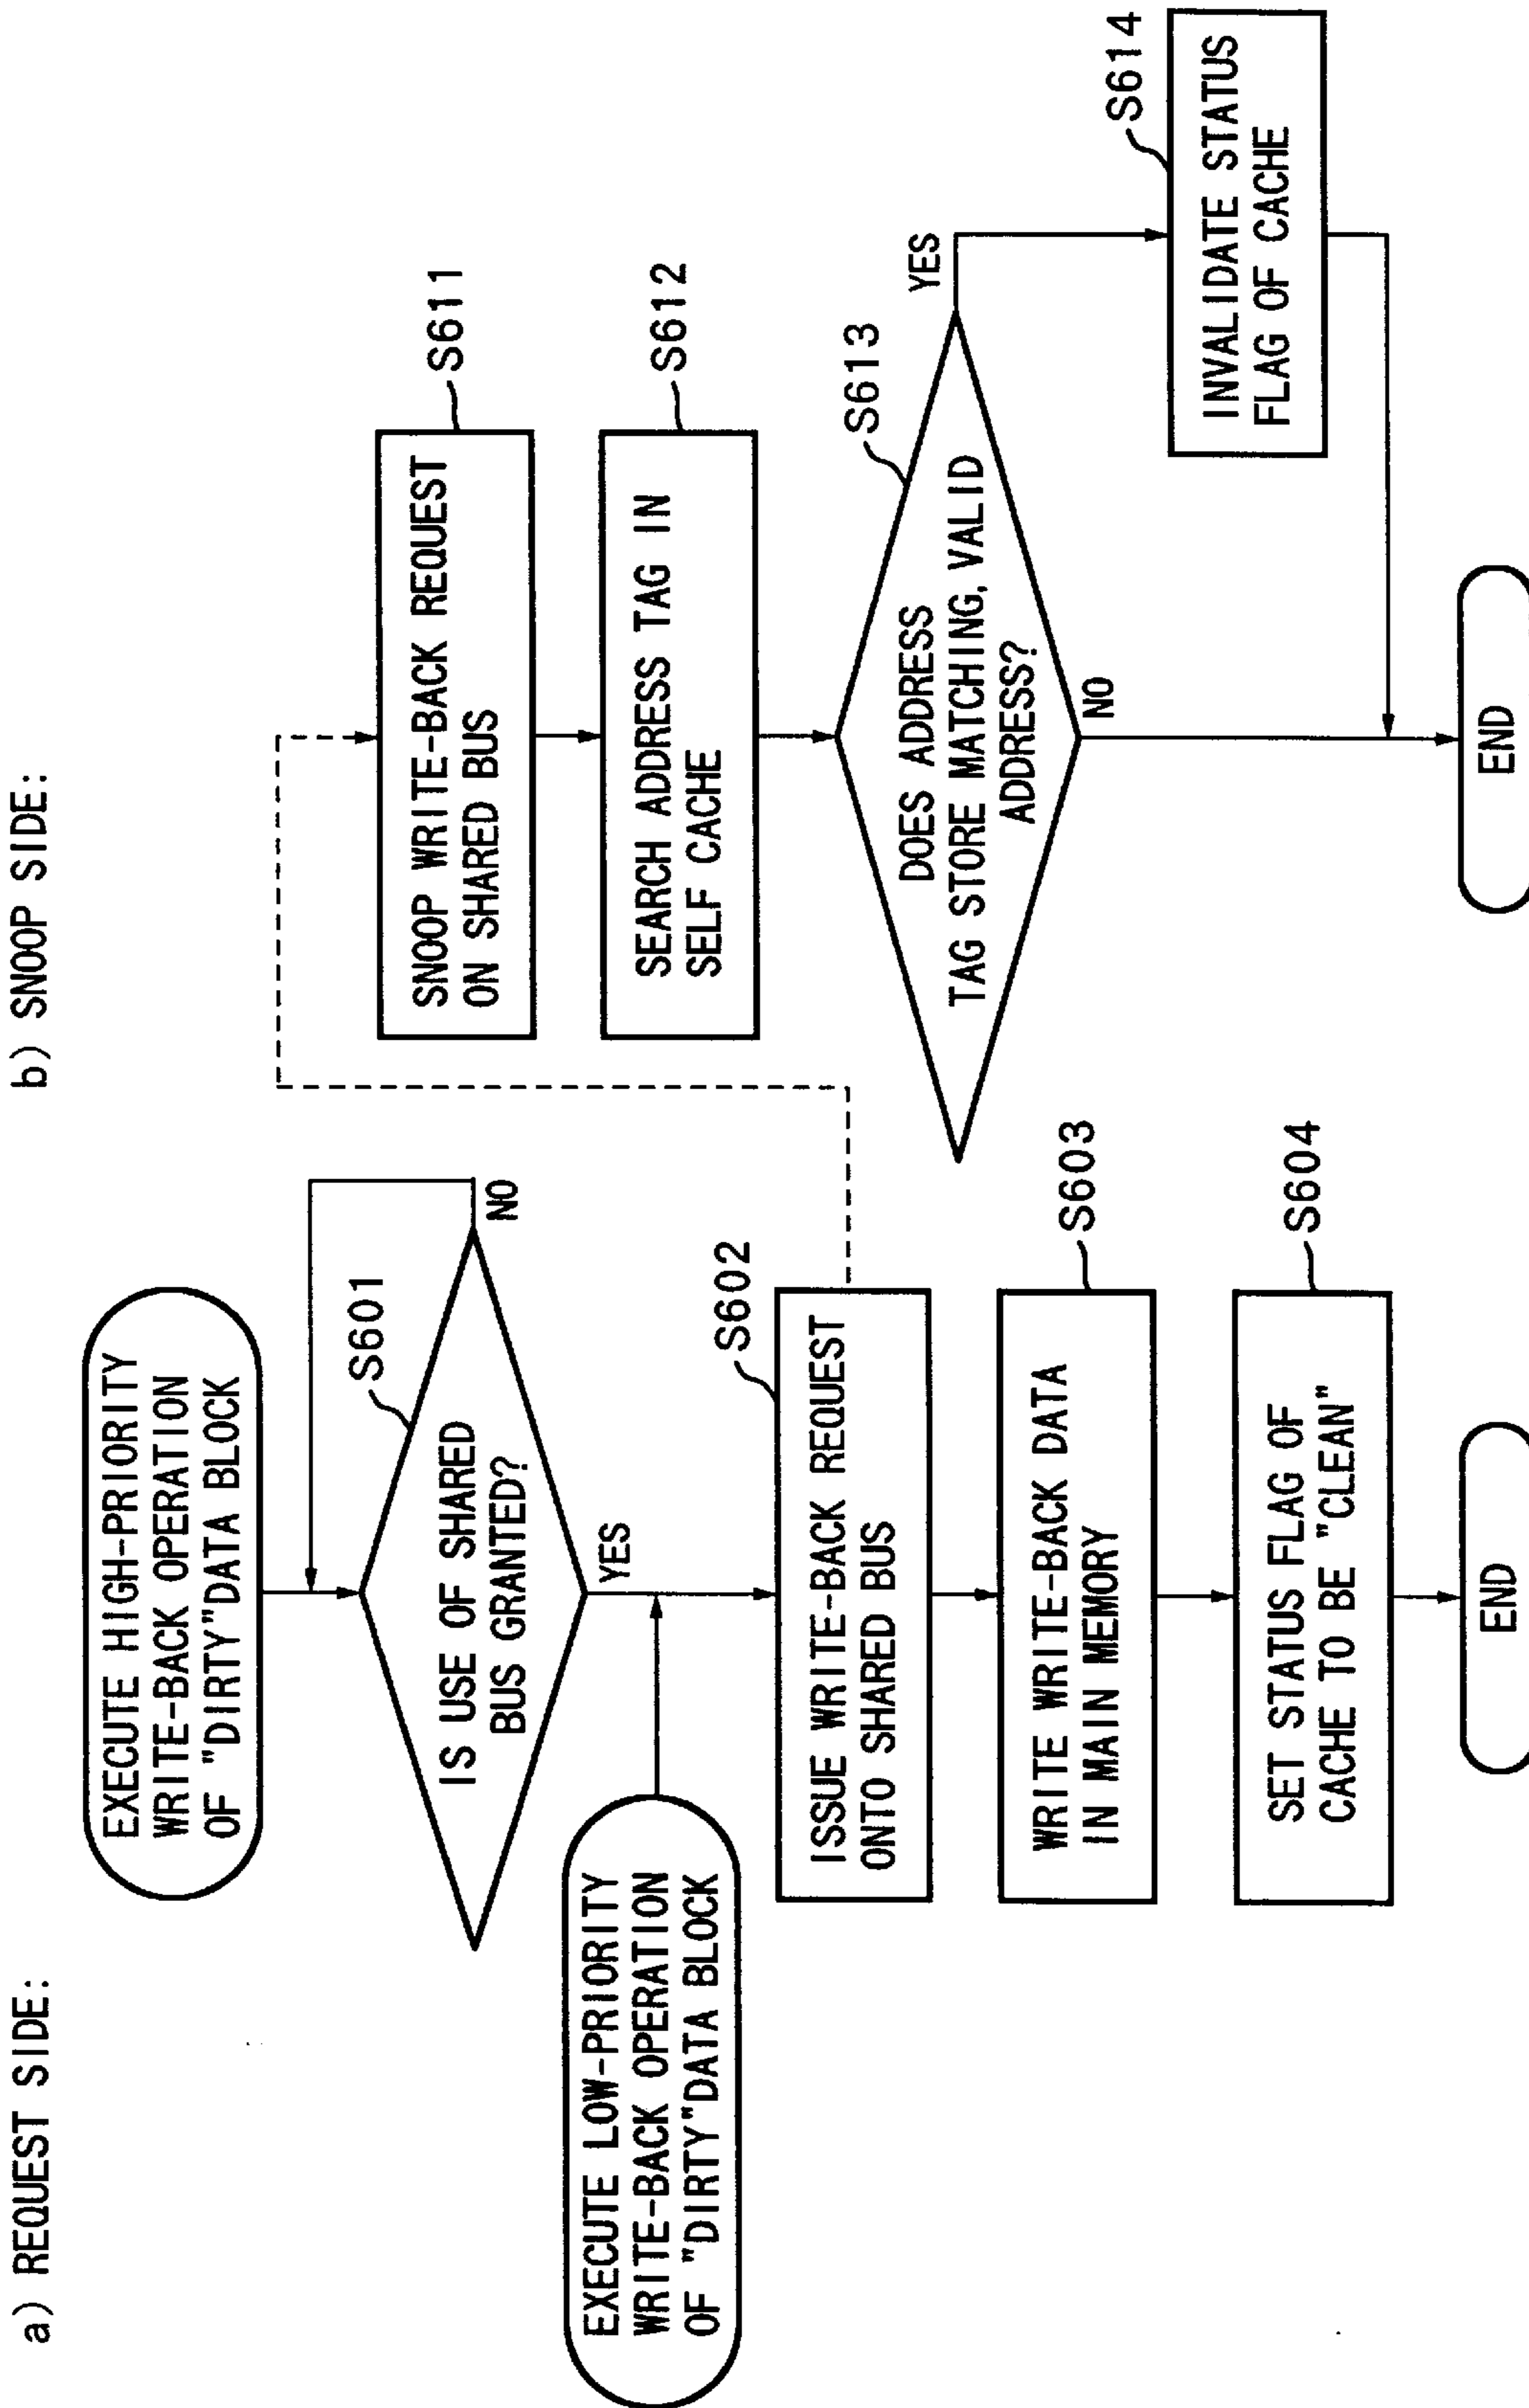 a) REQUEST SIDE:
EXECUTE HIGH-PRIORITY
WRITE-BACK OPERATION
OF "DIRTY"DATA BLOCK
S601
IS USE OF SHARED
BUS GRANTED?
NO
YES
EXECUTE LOW-PRIORITY
WRITE-BACK OPERATION
OF "DIRTY"DATA BLOCK
S602
ISSUE WRITE-BACK REQUEST
ONTO SHARED BUS
S603
WRITE WRITE-BACK DATA
IN MAIN MEMORY
S604
SET STATUS FLAG OF
CACHE TO BE "CLEAN"
END
b) SNOOP SIDE:
S611
SNOOP WRITE-BACK REQUEST
ON SHARED BUS
S612
SEARCH ADDRESS TAG IN
SELF CACHE
S613
DOES ADDRESS
TAG STORE MATCHING, VALID
ADDRESS?
YES
NO
S614
INVALIDATE STATUS
FLAG OF CACHE
END